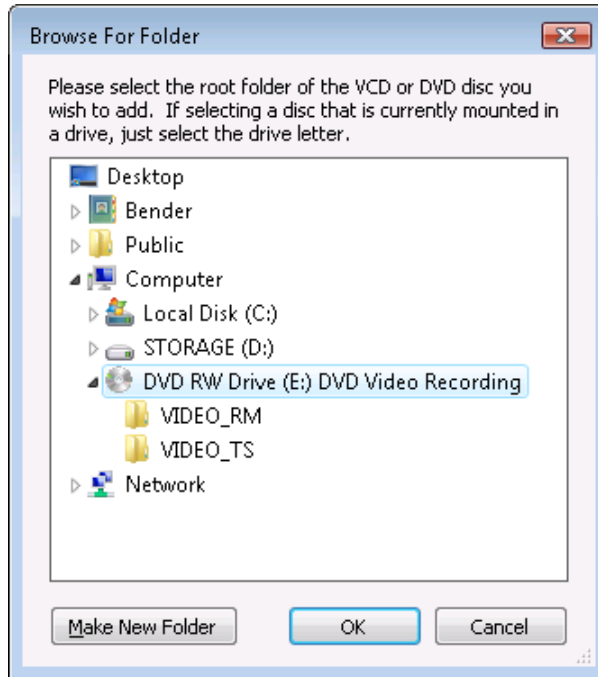 Browse For Folder
Please select the root folder of the VCD or DVD disc you
wish to add. If selecting a disc that is currently mounted in
a drive, just select the drive letter.
Desktop
Bender
Public
Computer
Local Disk (C:)
STORAGE (D:)
DVD RW Drive (E:) DVD Video Recording
VIDEO_RM
VIDEO_TS
Network
Make New Folder
OK
Cancel